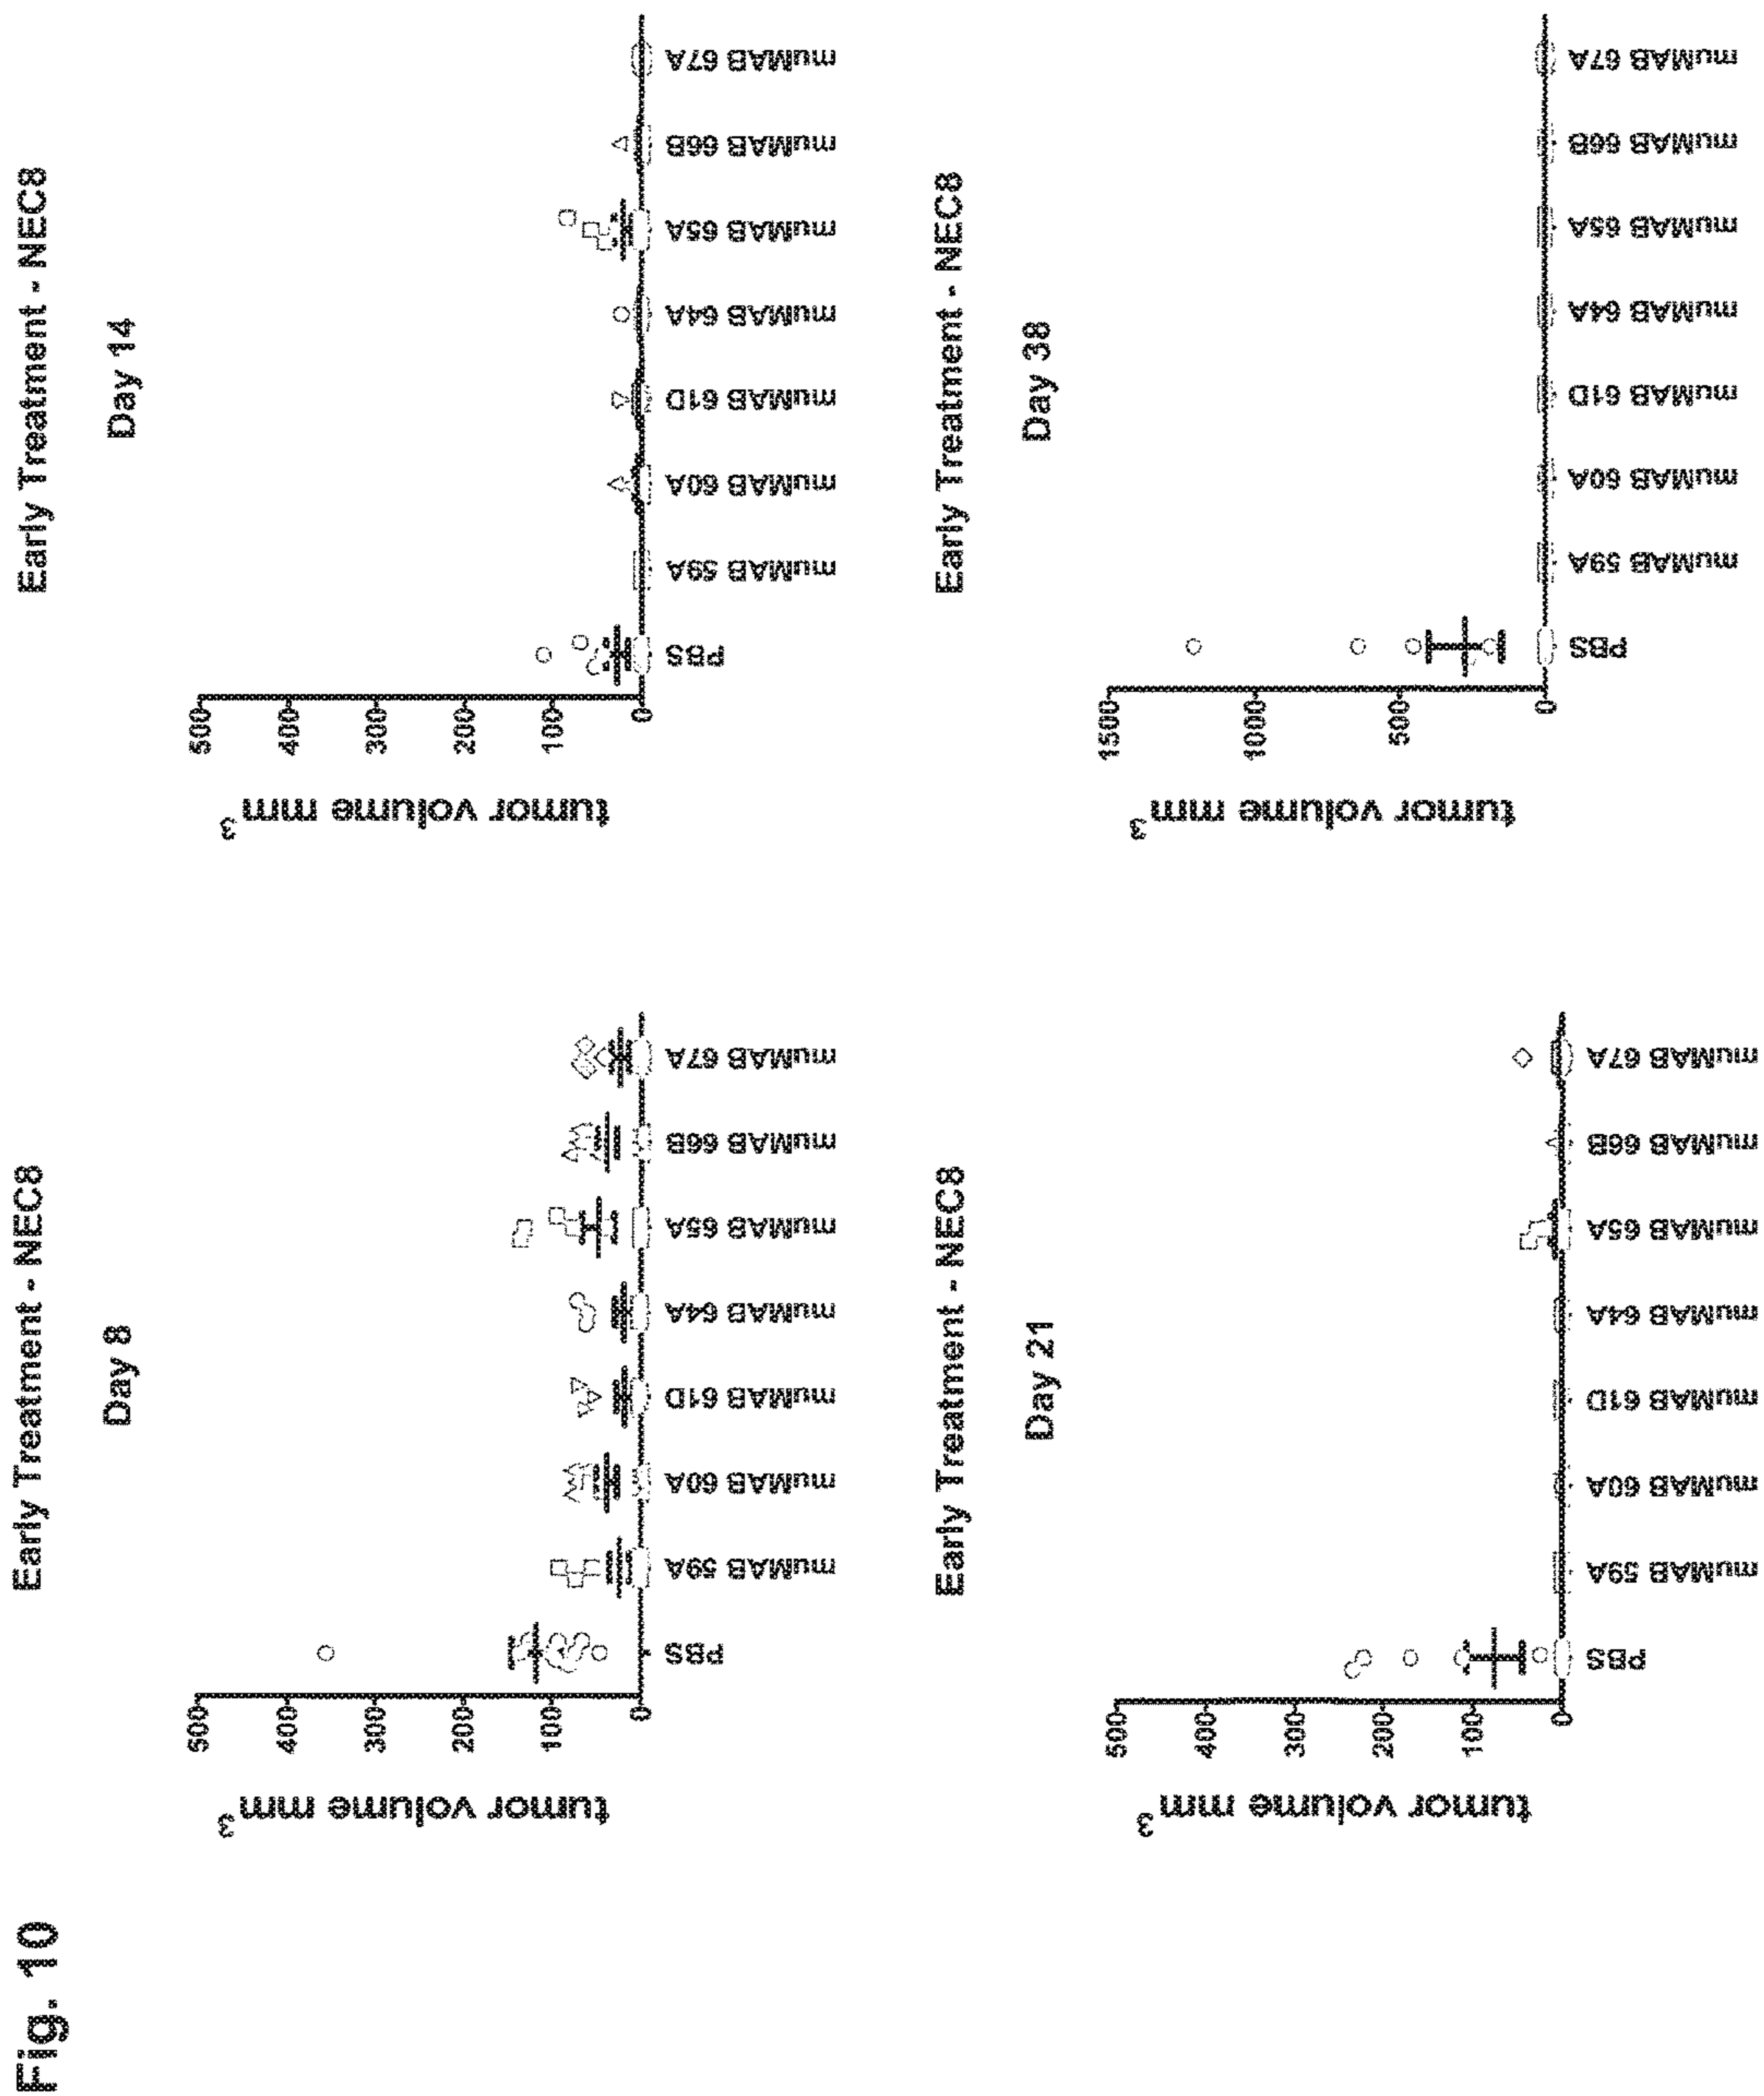 Fig. 10
Early Treatment - NEC8
Day 8
tumor volume mm³
500
400
300
200
100
0
PBS
muMAB 59A
muMAB 60A
muMAB 61D
muMAB 64A
muMAB 65A
muMAB 66B
muMAB 67A
Early Treatment - NEC8
Day 14
tumor volume mm³
500
400
300
200
100
0
PBS
muMAB 59A
muMAB 60A
muMAB 61D
muMAB 64A
muMAB 65A
muMAB 66B
muMAB 67A
Early Treatment - NEC8
Day 21
tumor volume mm³
500
400
300
200
100
0
PBS
muMAB 59A
muMAB 60A
muMAB 61D
muMAB 64A
muMAB 65A
muMAB 66B
muMAB 67A
Early Treatment - NEC8
Day 38
tumor volume mm³
1500
1000
500
0
PBS
muMAB 59A
muMAB 60A
muMAB 61D
muMAB 64A
muMAB 65A
muMAB 66B
muMAB 67A